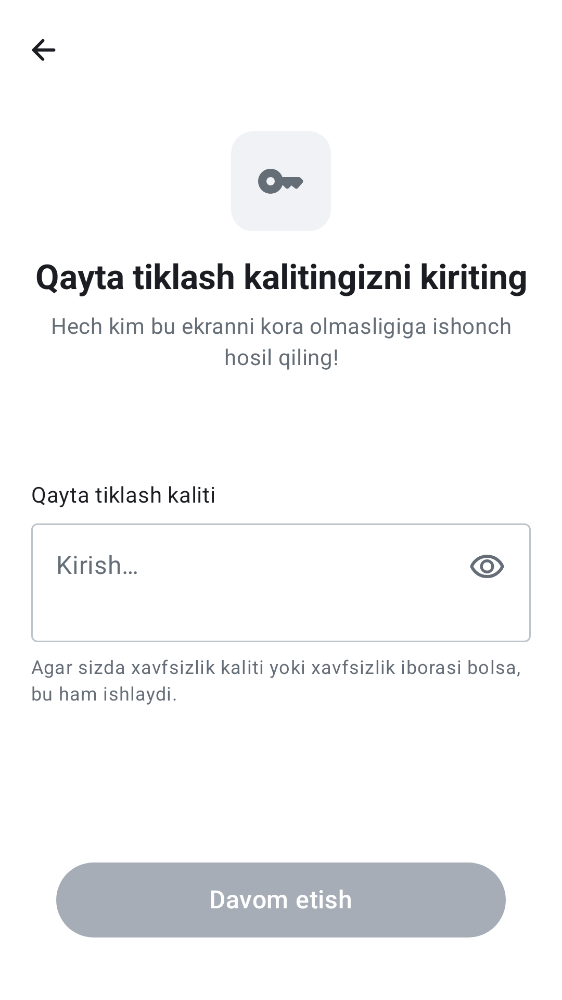 Qayta tiklash kalitingizni kiriting
Hech kim bu ekranni kora olmasligiga ishonch
hosil qiling!
Qayta tiklash kaliti
Kirish…
Agar sizda xavfsizlik kaliti yoki xavfsizlik iborasi bolsa,
bu ham ishlaydi.
Davom etish